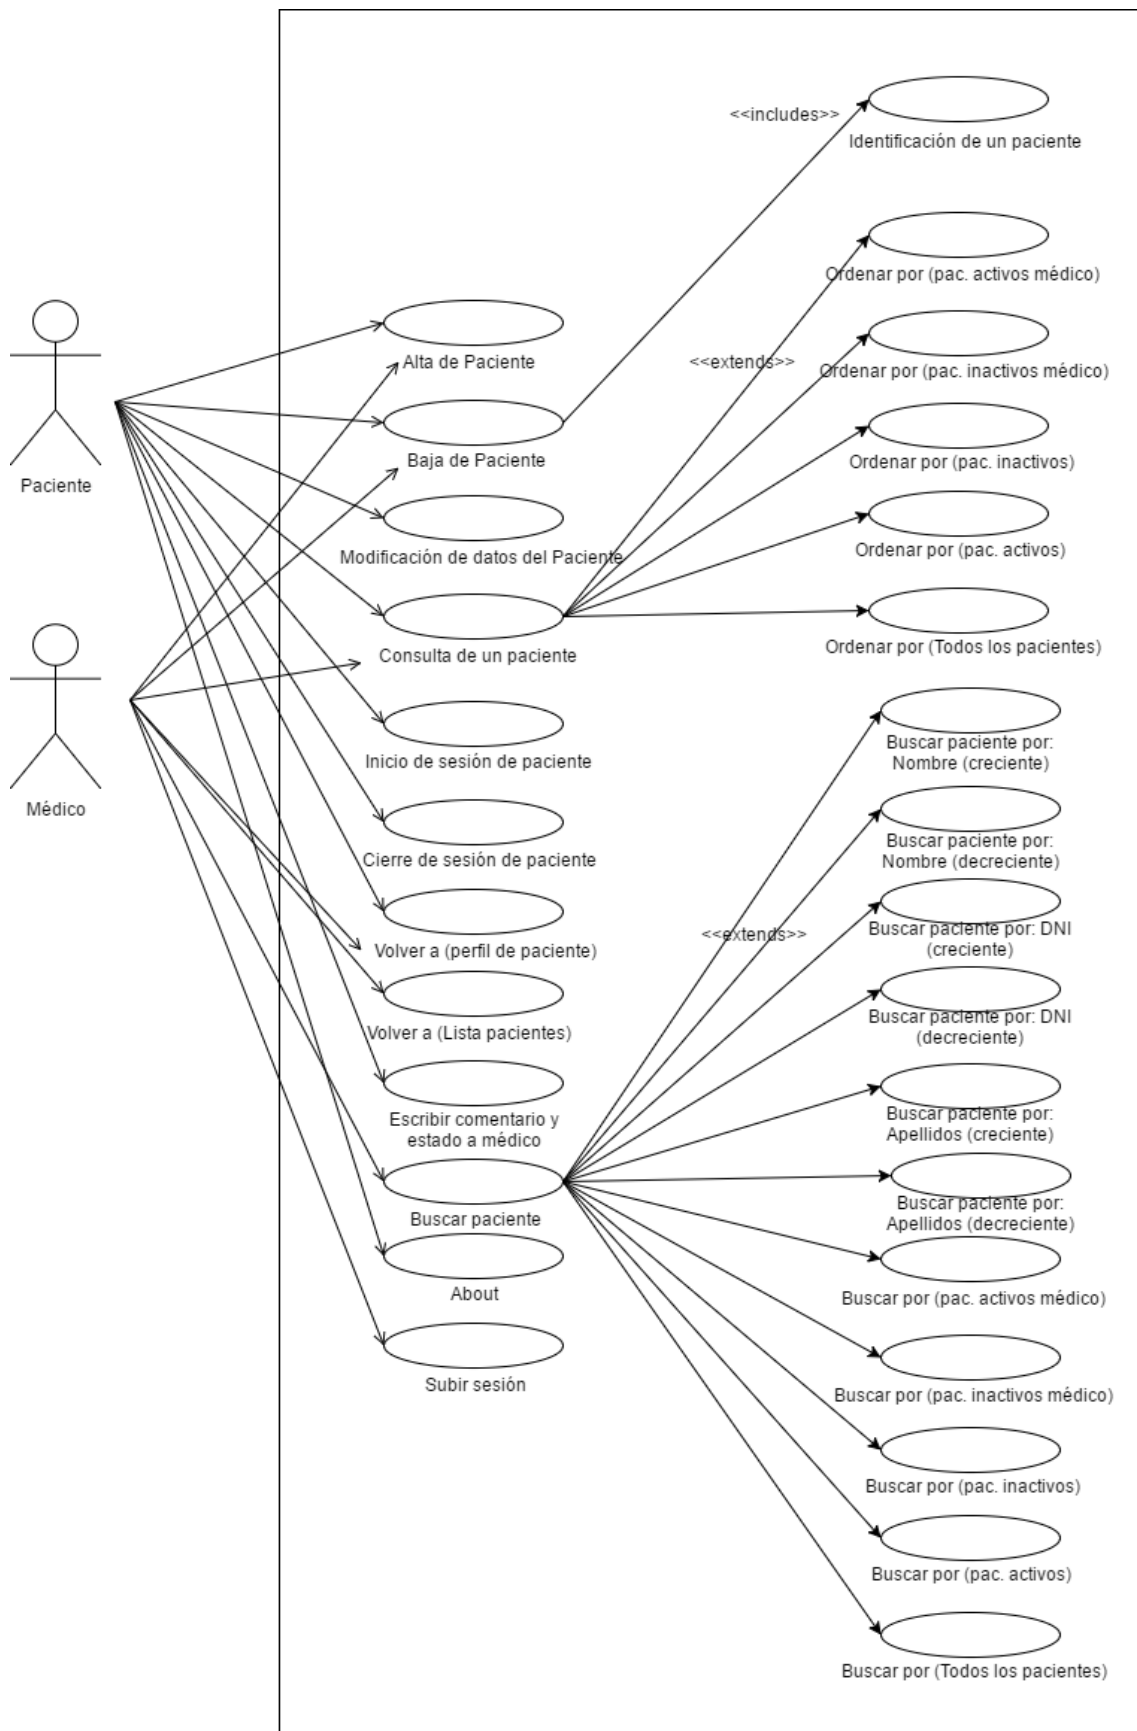 <<includes>>
Identificación de un paciente
Ordenar por (pac. activos médico)
<<extends>>
Ordenar por (pac. inactivos médico)
Ordenar por (pac. inactivos)
Ordenar por (pac. activos)
Ordenar por (Todos los pacientes)
Paciente
Médico
Alta de Paciente
Baja de Paciente
Modificación de datos del Paciente
Consulta de un paciente
Inicio de sesión de paciente
Cierre de sesión de paciente
Volver a (perfil de paciente)
Volver a (Lista pacientes)
Escribir comentario y
estado a médico
Buscar paciente
About
Subir sesión
Buscar paciente por:
Nombre (creciente)
Buscar paciente por:
Nombre (decreciente)
<<extends>>
Buscar paciente por: DNI
(creciente)
Buscar paciente por: DNI
(decreciente)
Buscar paciente por:
Apellidos (creciente)
Buscar paciente por:
Apellidos (decreciente)
Buscar por (pac. activos médico)
Buscar por (pac. inactivos médico)
Buscar por (pac. inactivos)
Buscar por (pac. activos)
Buscar por (Todos los pacientes)